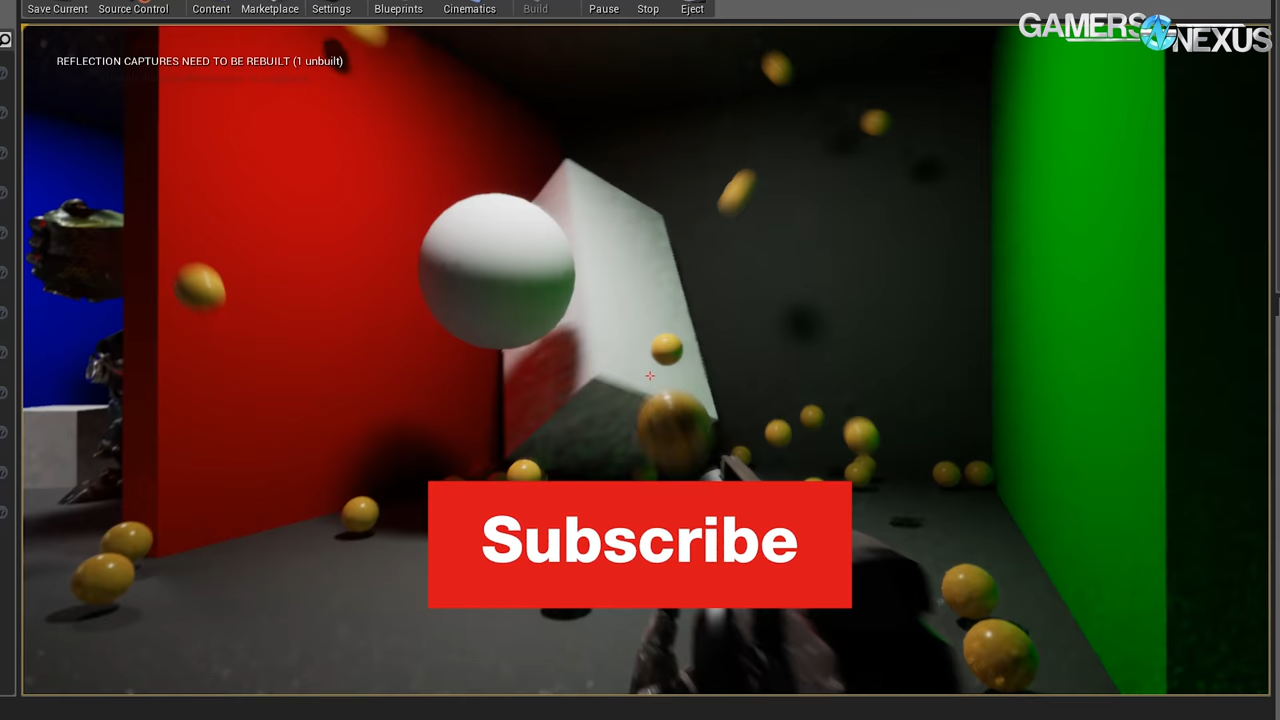 Save Current Source Control Content Marketplace Settings Blueprints Cinematics Build Pause Stop Eject
GAMERS NEXUS
REFLECTION CAPTURES NEED TO BE REBUILT (1 unbuilt)
Subscribe